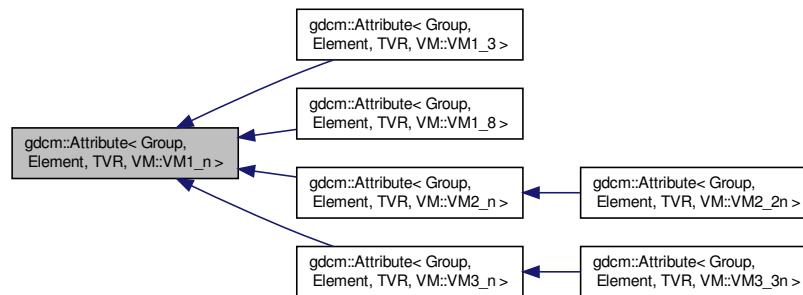 gdcm::Attribute< Group,
Element, TVR, VM::VM1_3 >
gdcm::Attribute< Group,
Element, TVR, VM::VM1_8 >
gdcm::Attribute< Group,
Element, TVR, VM::VM1_n >
gdcm::Attribute< Group,
Element, TVR, VM::VM2_n >
gdcm::Attribute< Group,
Element, TVR, VM::VM2_2n >
gdcm::Attribute< Group,
Element, TVR, VM::VM3_n >
gdcm::Attribute< Group,
Element, TVR, VM::VM3_3n >